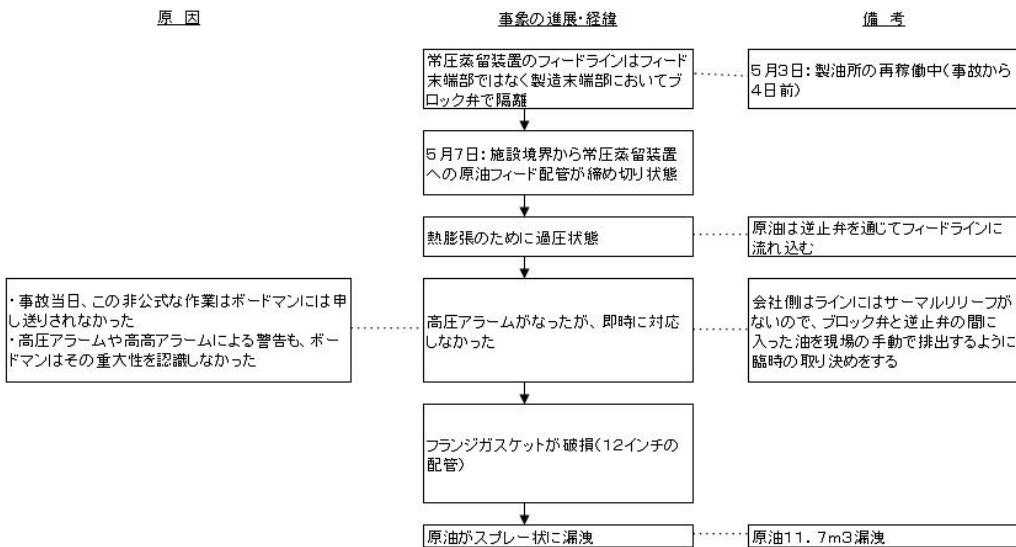 原　因
事象の進展・経緯
備　考
常圧蒸留装置のフィードラインはフィード
末端部ではなく製造末端部においてブ
ロック弁で隔離
5月3日：製油所の再稼働中（事故から
4日前）
5月7日：施設境界から常圧蒸留装置
への原油フィード配管が締め切り状態
熱膨張のために過圧状態
原油は逆止弁を通じてフィードラインに
流れ込む
・事故当日、この非公式な作業はボードマンには申
し送りされなかった
・高圧アラームや高高アラームによる警告も、ボー
ドマンはその重大性を認識しなかった
高圧アラームがなったが、即時に対応
しなかった
会社側はラインにはサーマルリリーフが
ないので、ブロック弁と逆止弁の間に
入った油を現場の手動で排出するように
臨時の取り決めをする
フランジガスケットが破損（12インチの
配管）
原油がスプレー状に漏洩
原油11．7m3漏洩